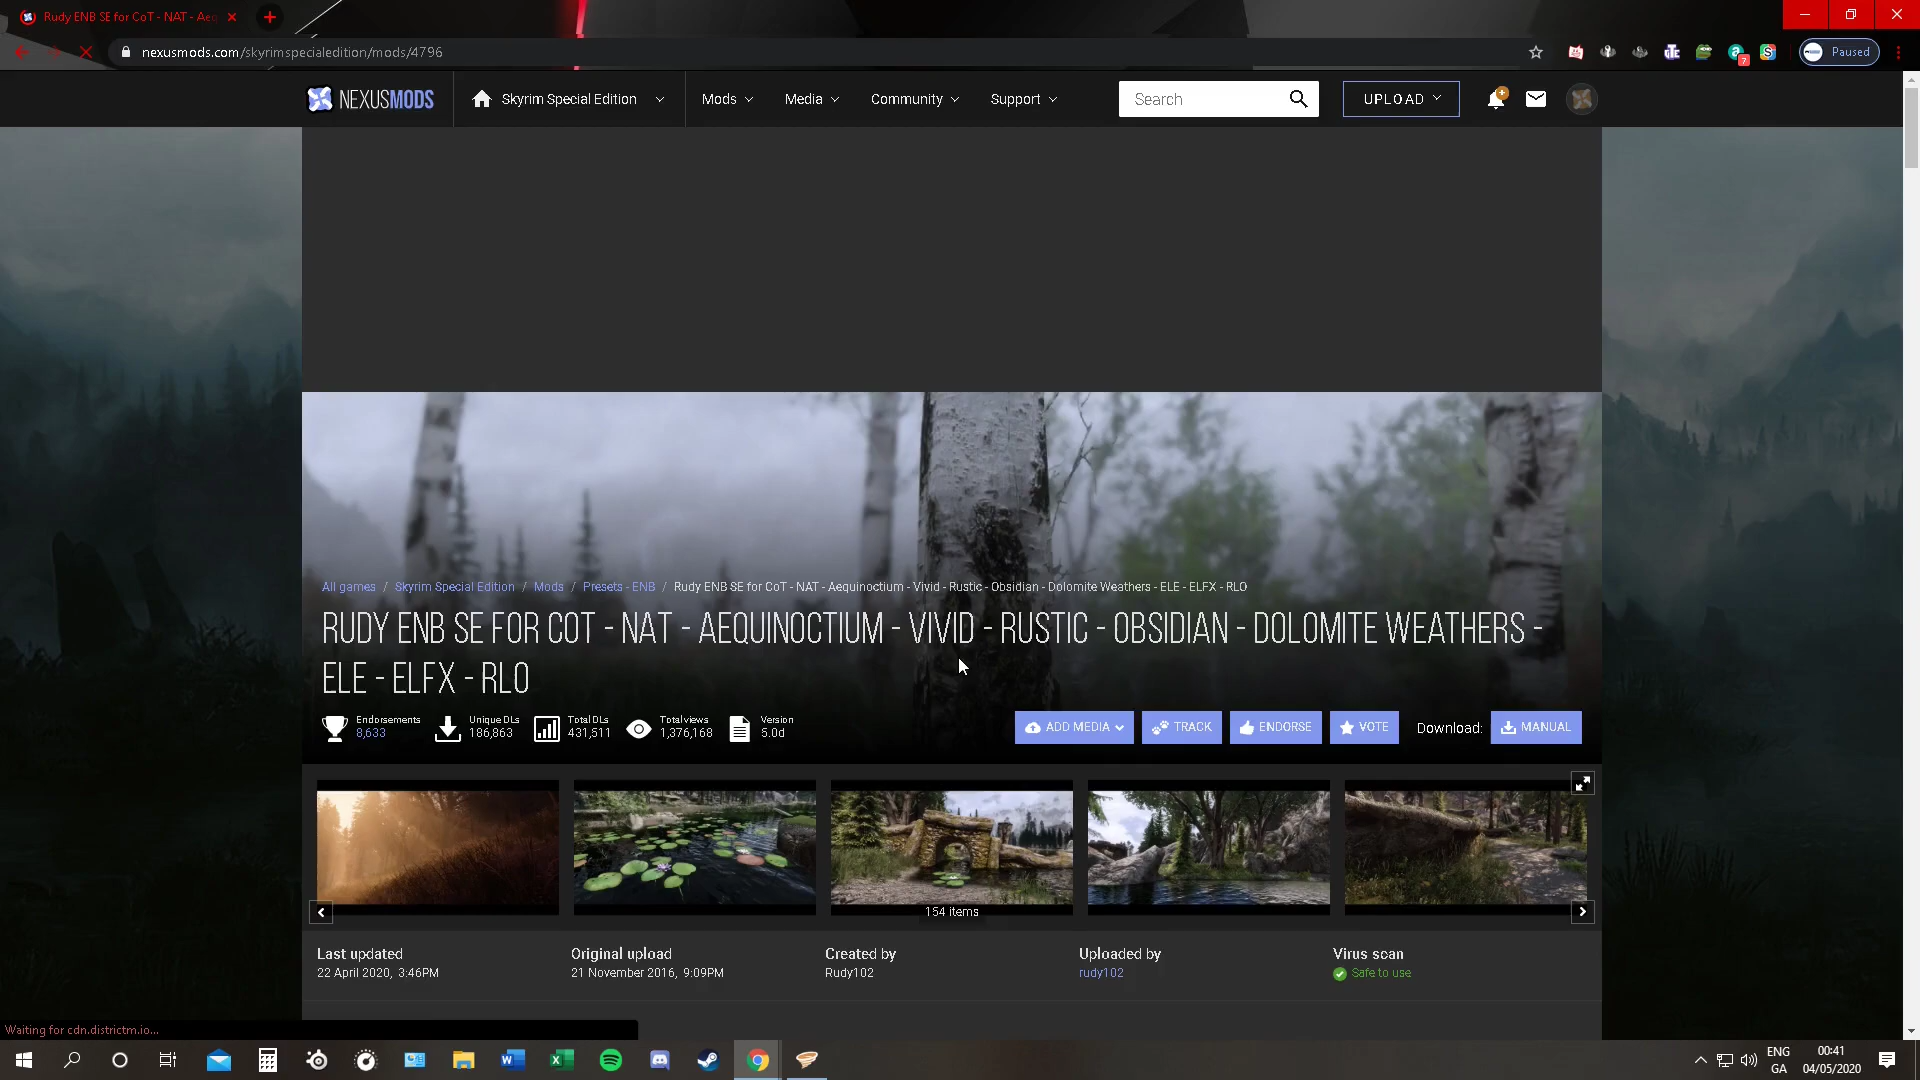 Rudy ENB SE for CoT - NAT - Aeq
nexusmods.com/skyrimspecialedition/mods/4796
7
Paused
NEXUSMODS
Skyrim Special Edition
Mods
Media
Community
Support
Search
UPLOAD
All games / Skyrim Special Edition / Mods / Presets - ENB / Rudy ENB SE for CoT - NAT - Aequinoctium - Vivid - Rustic - Obsidian - Dolomite Weathers - ELE - ELFX - RLO
RUDY ENB SE FOR COT - NAT - AEQUINOCTIUM - VIVID - RUSTIC - OBSIDIAN - DOLOMITE WEATHERS -
ELE - ELFX - RLO
Endorsements
8,633
Unique DLs
186,863
Total DLs
431,511
Total views
1,376,168
Version
5.0d
ADD MEDIA
TRACK
ENDORSE
VOTE
Download:
MANUAL
154 items
Last updated
22 April 2020, 3:46PM
Original upload
21 November 2016, 9:09PM
Created by
Rudy102
Uploaded by
rudy102
Virus scan
Safe to use
Waiting for cdn.districtm.io...
ENG
GA
00:41
04/05/2020